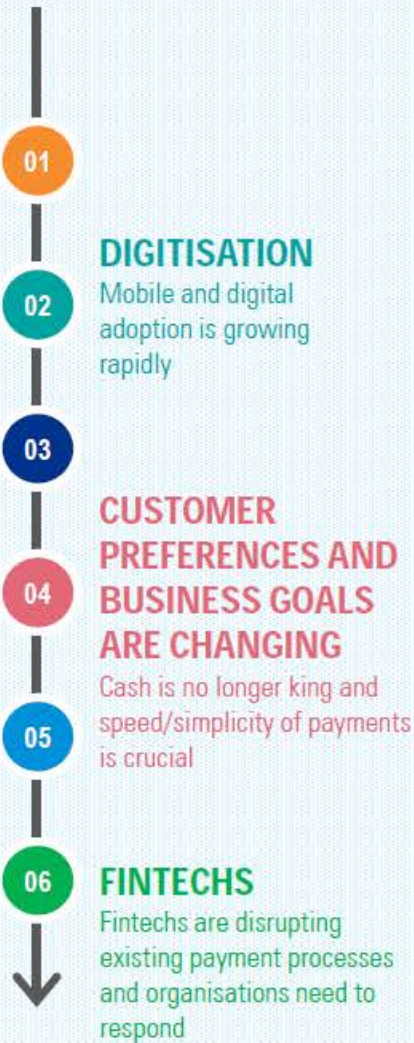 01
DIGITISATION
02
Mobile and digital
adoption is growing
rapidly
03
CUSTOMER
PREFERENCES AND
04
BUSINESS GOALS
ARE CHANGING
Cash is no longer king and
05
speed/simplicity of payments
is crucial
06
FINTECHS
Fintechs are disrupting
existing payment processes
and organisations need to
respond